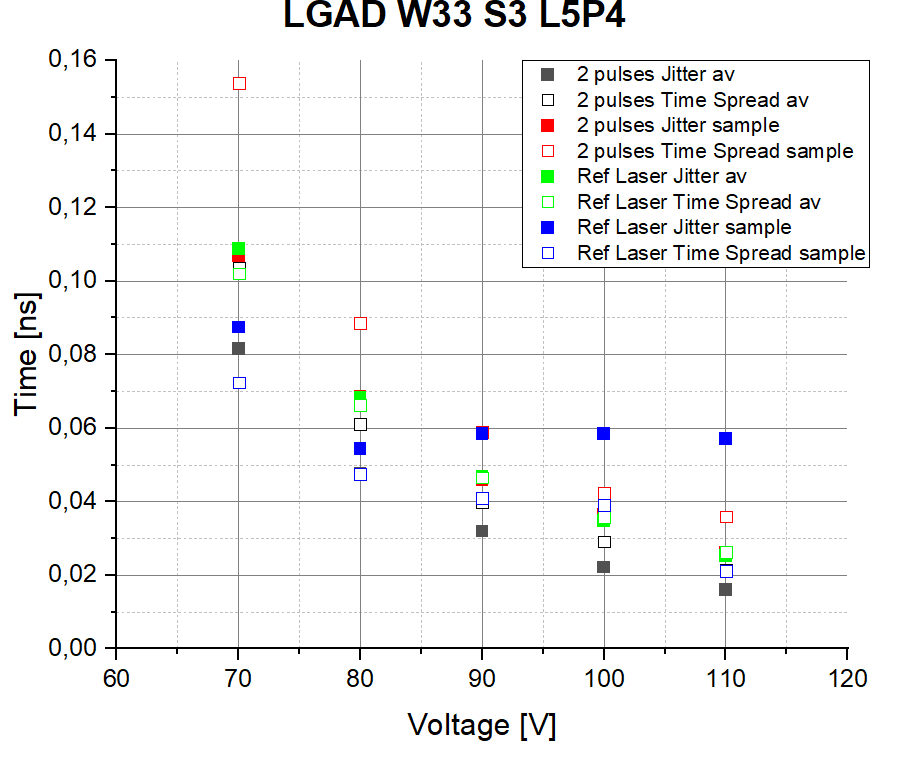 LGAD W33 S3 L5P4
0,16
0,14
0,12
0,10
0,08
0,06
0,04
0,02
0,00
Time [ns]
2 pulses Jitter av
2 pulses Time Spread av
2 pulses Jitter sample
2 pulses Time Spread sample
Ref Laser Jitter av
Ref Laser Time Spread av
Ref Laser Jitter sample
Ref Laser Time Spread sample
60 70 80 90 100 110 120
Voltage [V]